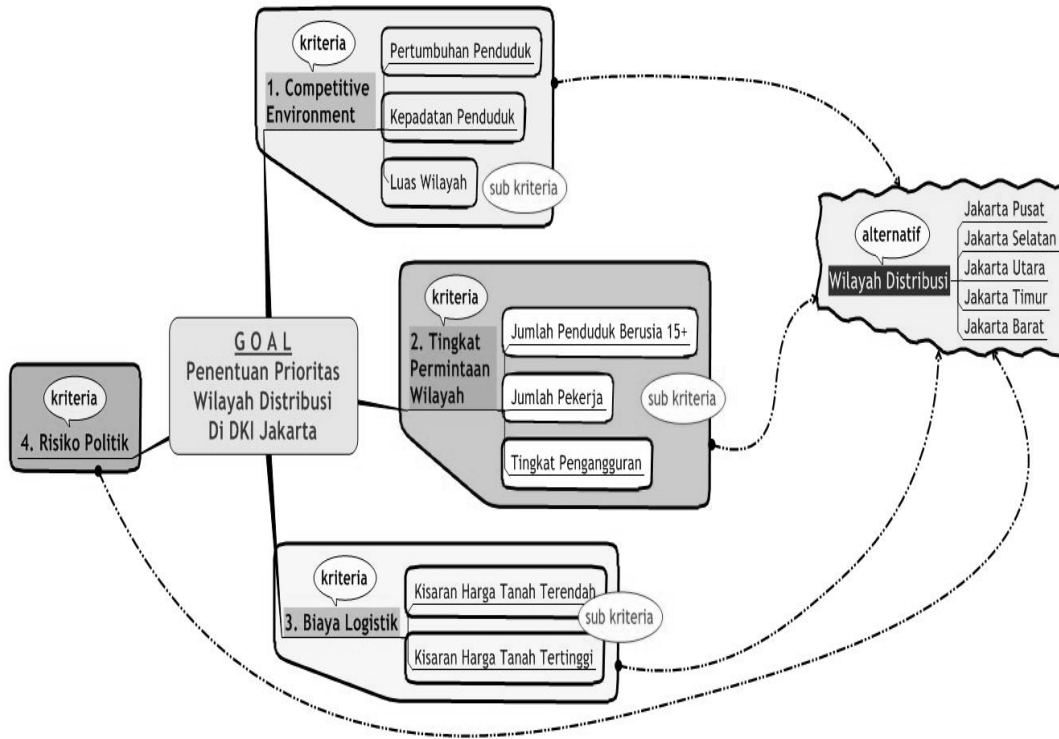 kriteria
1. Competitive
Environment
Pertumbuhan Penduduk
Kepadatan Penduduk
Luas Wilayah
sub kriteria
alternatif
Wilayah Distribusi
Jakarta Pusat
Jakarta Selatan
Jakarta Utara
Jakarta Timur
Jakarta Barat
kriteria
2. Tingkat
Permintaan
Wilayah
Jumlah Penduduk Berusia 15+
Jumlah Pekerja
Tingkat Pengangguran
sub kriteria
GOAL
Penentuan Prioritas
Wilayah Distribusi
Di DKI Jakarta
kriteria
4. Risiko Politik
kriteria
3. Biaya Logistik
Kisaran Harga Tanah Terendah
Kisaran Harga Tanah Tertinggi
sub kriteria